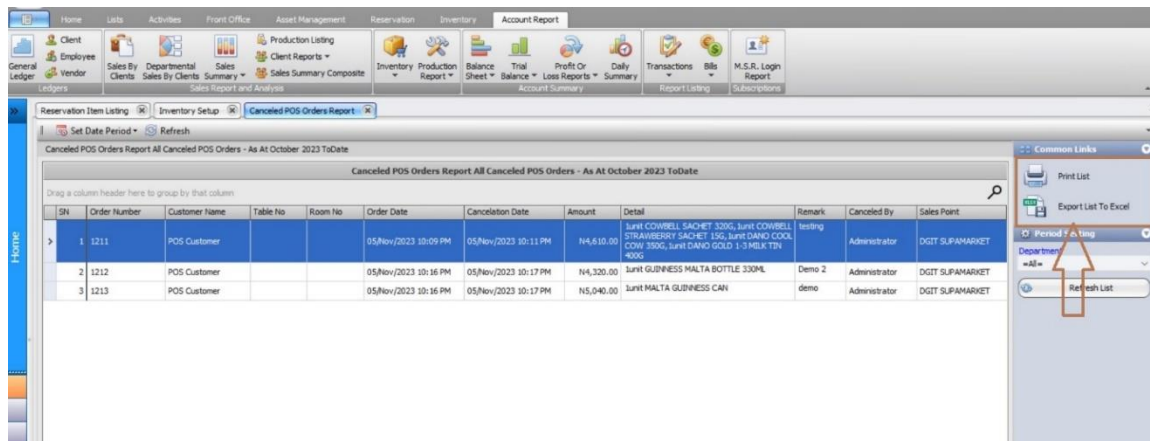 Home Lists Activities Front Office Asset Management Reservation Inventory Account Report
General Ledger
Client
Employee
Vendor
Ledgers
Sales By Clients
Departmental Sales By Clients
Sales Summary
Production Listing
Client Reports
Sales Summary Composite
Sales Report and Analysis
Inventory
Production Report
Balance Sheet
Trial Balance
Profit Or Loss Reports
Daily Summary
Account Summary
Transactions
Bills
Report Listing
M.S.R. Login Report
Subscriptions
Reservation Item Listing Inventory Setup Canceled POS Orders Report
Set Date Period Refresh
Canceled POS Orders Report All Canceled POS Orders - As At October 2023 ToDate
Canceled POS Orders Report All Canceled POS Orders - As At October 2023 ToDate
Drag a column header here to group by that column
SN Order Number Customer Name Table No Room No Order Date Cancelation Date Amount Detail Remark Canceled By Sales Point
1 1211 POS Customer 05/Nov/2023 10:09 PM 05/Nov/2023 10:11 PM N4,610.00 1unit COWBELL SACHET 320G, 1unit COWBELL STRAWBERRY SACHET 15G, 1unit DANO COOL COW 350G, 1unit DANO GOLD 1-3 MILK TIN 400G testing Administrator DGIT SUPAMARKET
2 1212 POS Customer 05/Nov/2023 10:16 PM 05/Nov/2023 10:17 PM N4,320.00 1unit GUINNESS MALTA BOTTLE 330ML Demo 2 Administrator DGIT SUPAMARKET
3 1213 POS Customer 05/Nov/2023 10:16 PM 05/Nov/2023 10:17 PM N5,040.00 1unit MALTA GUINNESS CAN demo Administrator DGIT SUPAMARKET
Home
Common Links
Print List
Export List To Excel
Period Setting
Department
=All=
Refresh List